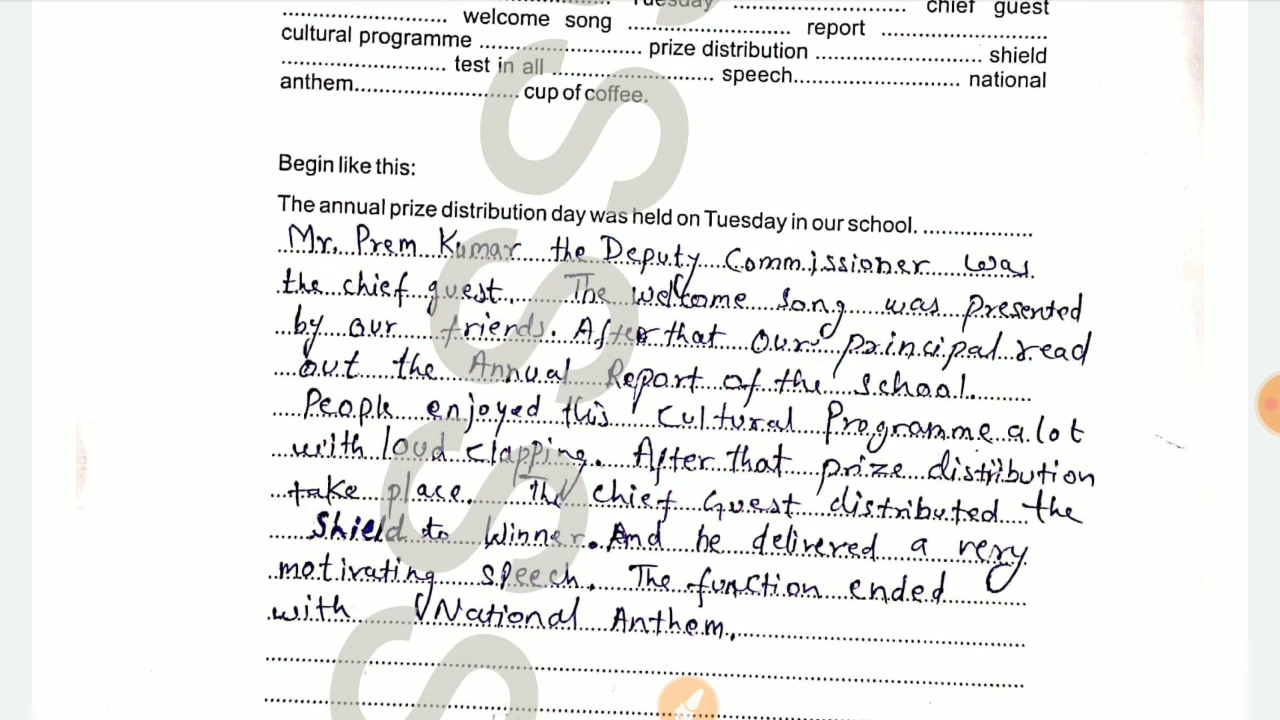 Tuesday .............................. chief guest
............................ welcome song ............................ report ............................
cultural programme ............................ prize distribution ............................ shield
............................ test in all ............................ speech............................ national
anthem............................ cup of coffee.
Begin like this:
The annual prize distribution day was held on Tuesday in our school. ...................
Mr. Prem Kumar the Deputy Commissioner was
the chief guest. The welcome song was presented
by our friends. After that our principal read
out the Annual Report of the school.
People enjoyed this cultural Programme a lot
with loud clapping. After that prize distribution
take place. The chief Guest distributed the
Shield to Winner. And he delivered a very
motivating speech. The function ended
with National Anthem.
SSSS